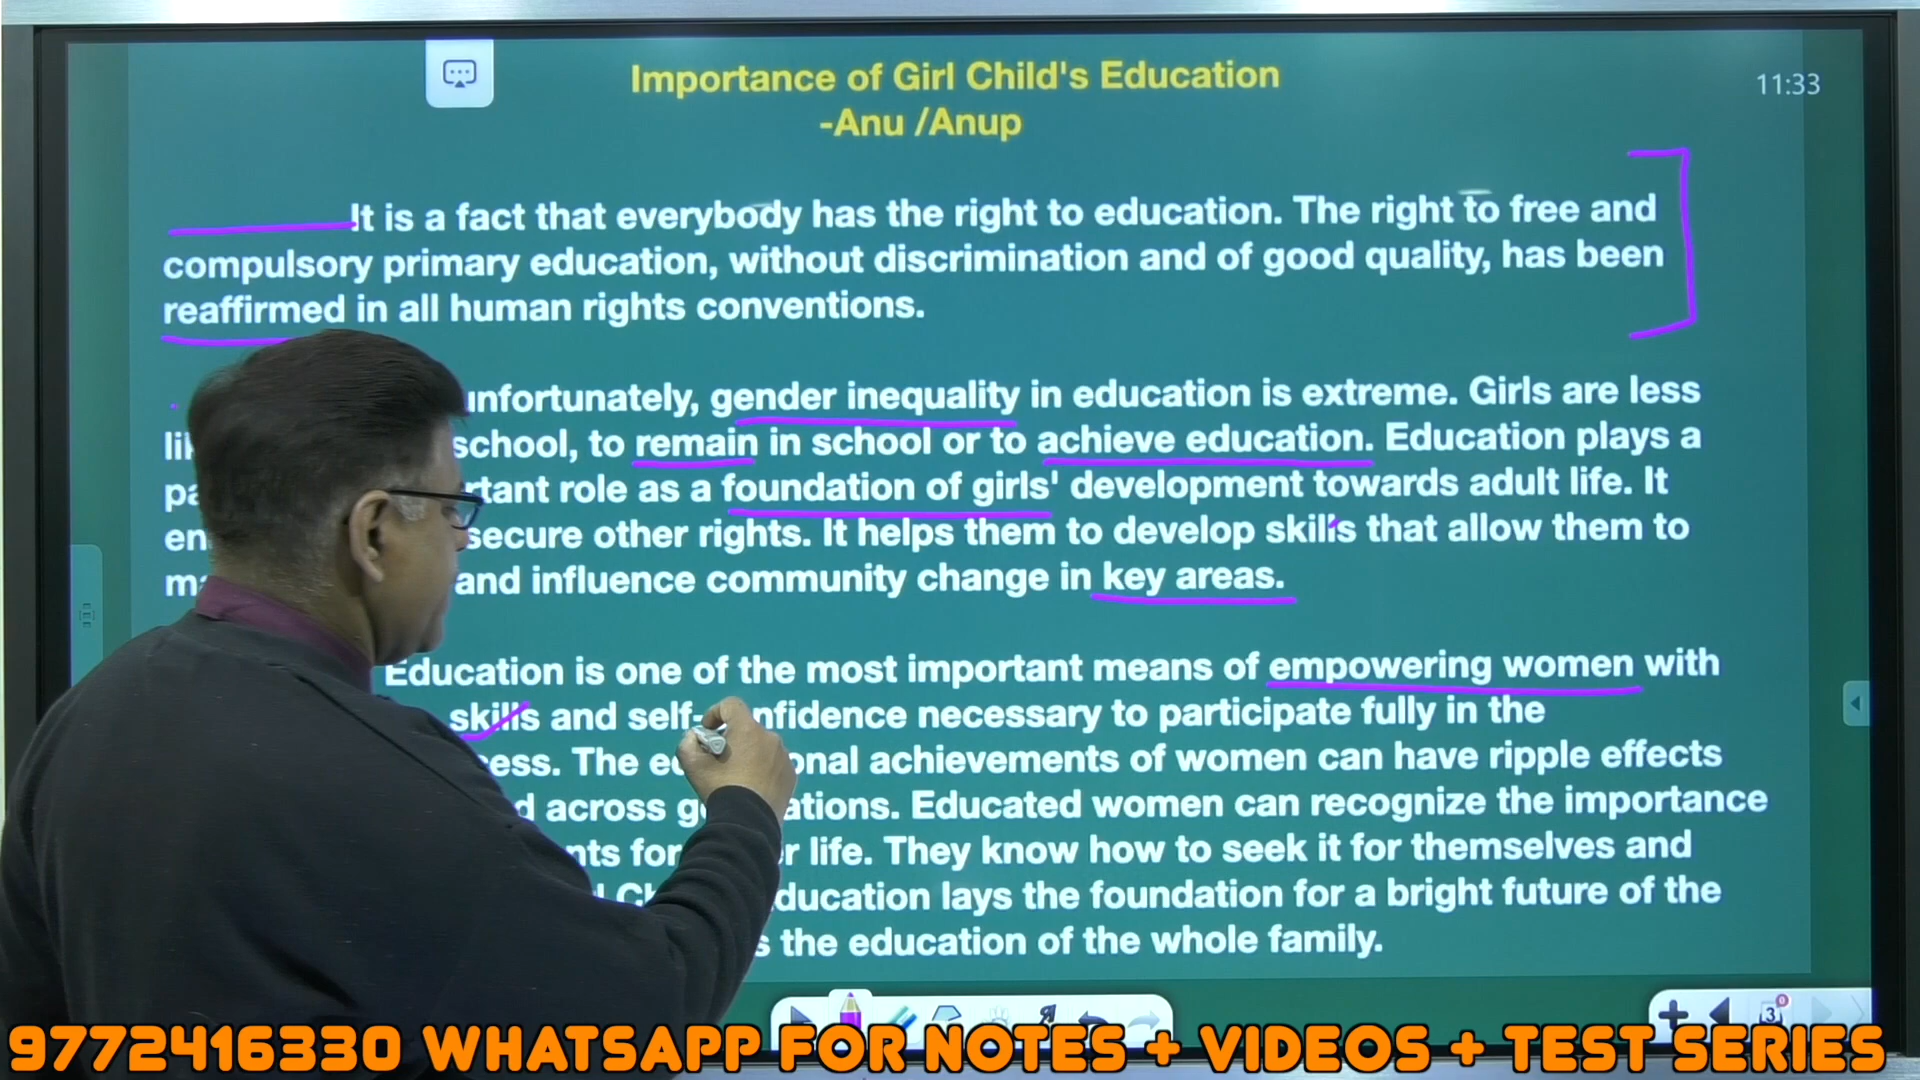 Importance of Girl Child's Education
11:33
-Anu /Anup
It is a fact that everybody has the right to education. The right to free and
compulsory primary education, without discrimination and of good quality, has been
reaffirmed in all human rights conventions.
unfortunately, gender inequality in education is extreme. Girls are less
school, to remain in school or to achieve education. Education plays a
role as a foundation of girls' development towards adult life. It
secure other rights. It helps them to develop skills that allow them to
and influence community change in key areas.
Education is one of the most important means of empowering women with
skills and necessary to participate fully in the
The achievements of women can have ripple effects
across Educated women can recognize the importance
for life. They know how to seek it for themselves and
lays the foundation for a bright future of the
the education of the whole family.
3
9772416330 WHATSAPP FOR NOTES + VIDEOS + TEST SERIES